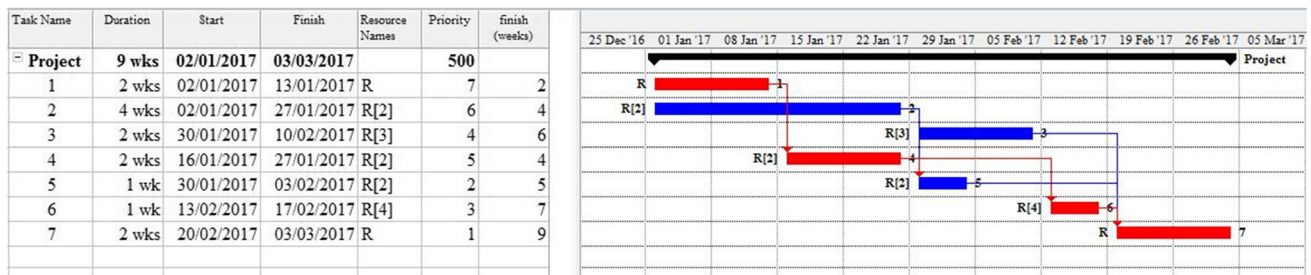 Task Name Duration Start Finish Resource Names Priority finish (weeks)
25 Dec '16 01 Jan '17 08 Jan '17 15 Jan '17 22 Jan '17 29 Jan '17 05 Feb '17 12 Feb '17 19 Feb '17 26 Feb '17 05 Mar '17
Project 9 wks 02/01/2017 03/03/2017 500 Project
1 2 wks 02/01/2017 13/01/2017 R 7 2 R 1
2 4 wks 02/01/2017 27/01/2017 R[2] 6 4 R[2] 2
3 2 wks 30/01/2017 10/02/2017 R[3] 4 6 R[3] 3
4 2 wks 16/01/2017 27/01/2017 R[2] 5 4 R[2] 4
5 1 wk 30/01/2017 03/02/2017 R[2] 2 5 R[2] 5
6 1 wk 13/02/2017 17/02/2017 R[4] 3 7 R[4] 6
7 2 wks 20/02/2017 03/03/2017 R 1 9 R 7